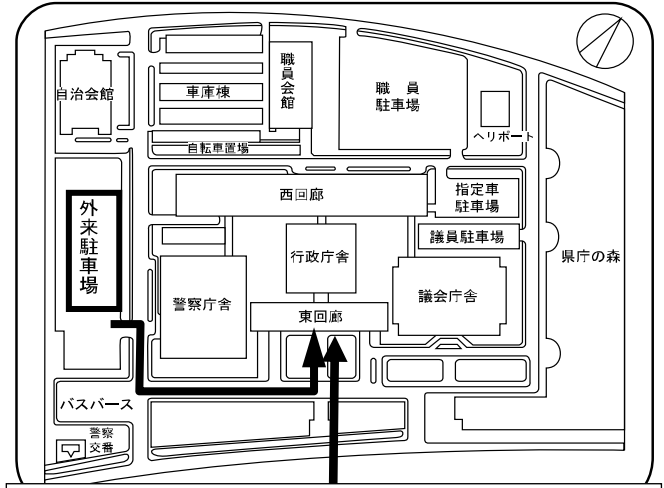 自治会館
車庫棟
職員会館
職　員
駐車場
ヘリポート
自転車置場
西回廊
指定車
駐車場
外来駐車場
行政庁舎
議員駐車場
県庁の森
警察庁舎
議会庁舎
東回廊
バスバース
警察
交番